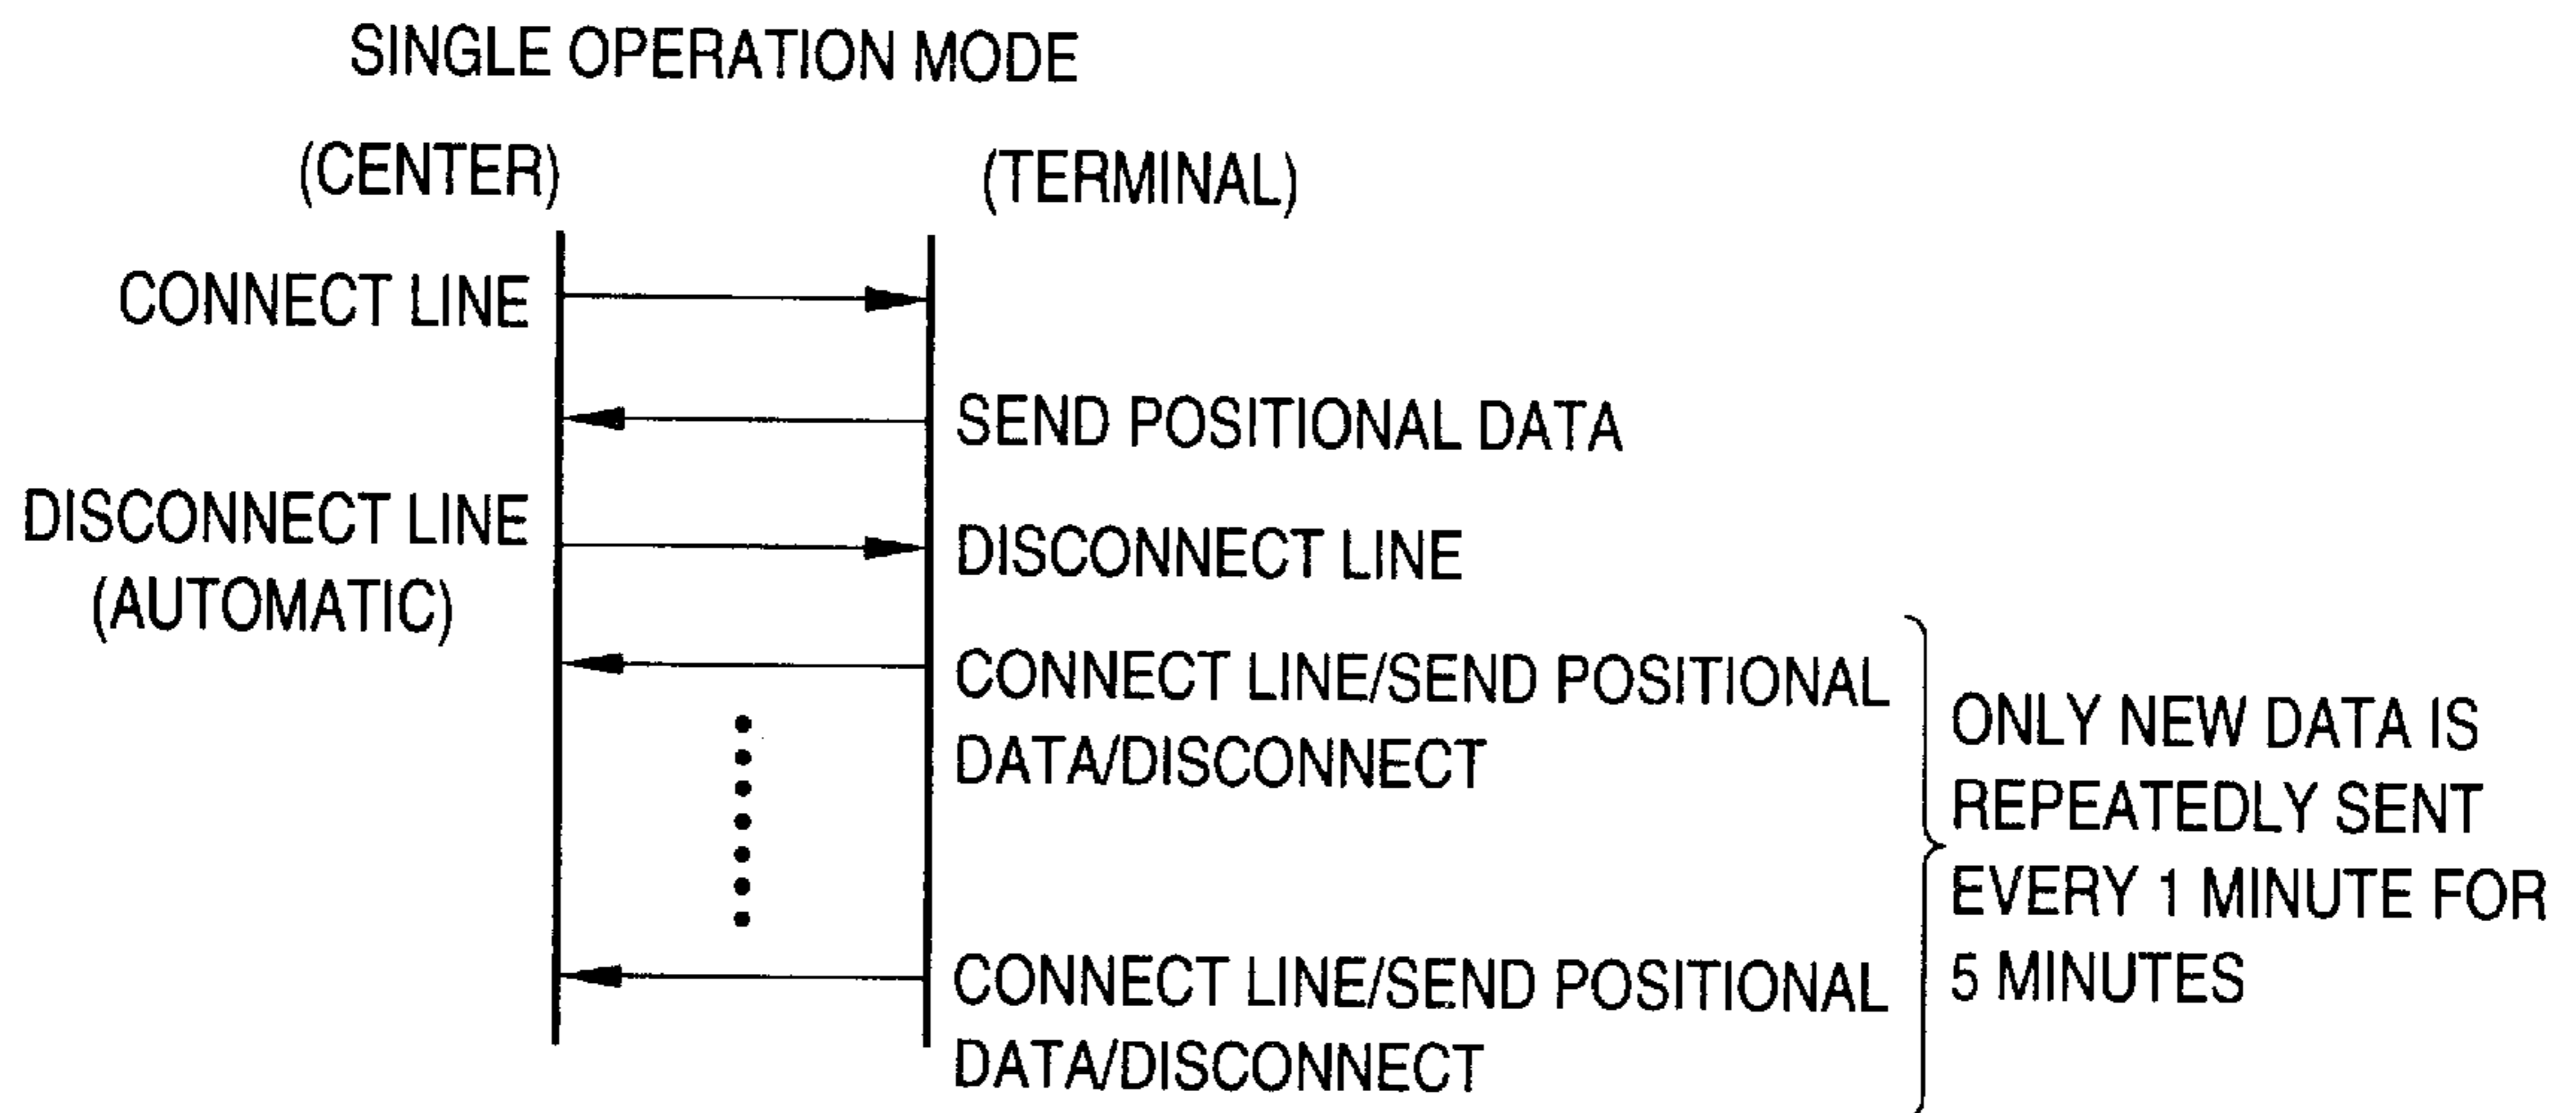 SINGLE OPERATION MODE
(CENTER)
(TERMINAL)
CONNECT LINE
SEND POSITIONAL DATA
DISCONNECT LINE
(AUTOMATIC)
DISCONNECT LINE
CONNECT LINE/SEND POSITIONAL
DATA/DISCONNECT
CONNECT LINE/SEND POSITIONAL
DATA/DISCONNECT
ONLY NEW DATA IS
REPEATEDLY SENT
EVERY 1 MINUTE FOR
5 MINUTES